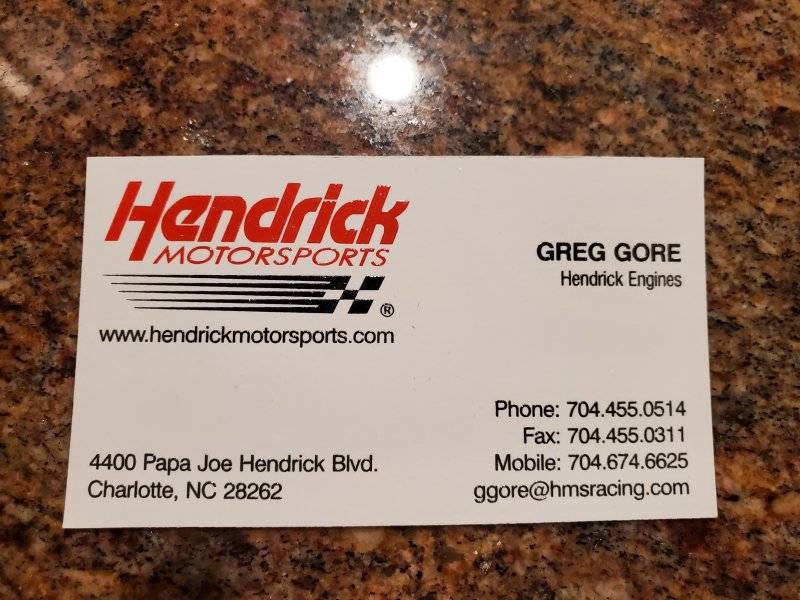 Hendrick
MOTORSPORTS
®
www.hendrickmotorsports.com
GREG GORE
Hendrick Engines
4400 Papa Joe Hendrick Blvd.
Charlotte, NC 28262
Phone: 704.455.0514
Fax: 704.455.0311
Mobile: 704.674.6625
ggore@hmsracing.com